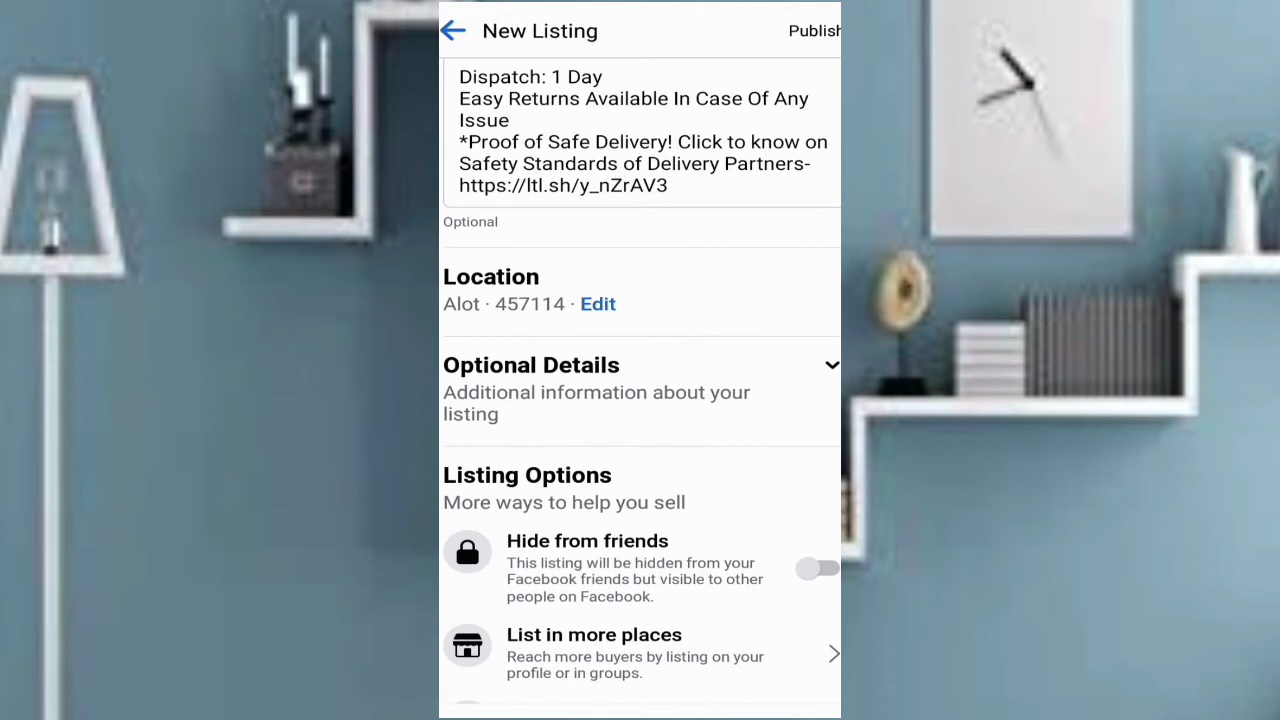 New Listing
Publish
Dispatch: 1 Day
Easy Returns Available In Case Of Any
Issue
*Proof of Safe Delivery! Click to know on
Safety Standards of Delivery Partners-
https://ltl.sh/y_nZrAV3
Optional
Location
Alot · 457114 · Edit
Optional Details
Additional information about your
listing
Listing Options
More ways to help you sell
Hide from friends
This listing will be hidden from your
Facebook friends but visible to other
people on Facebook.
List in more places
Reach more buyers by listing on your
profile or in groups.